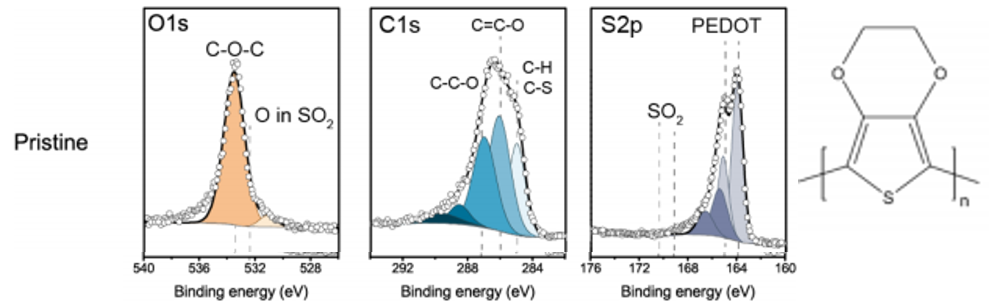 Pristine
O1s
C-O-C
O in SO₂
540 536 532 528
Binding energy (eV)
C1s
C=C-O
C-C-O
C-H
C-S
292 288 284
Binding energy (eV)
S2p
PEDOT
SO₂
176 172 168 164 160
Binding energy (eV)
O O
S
n